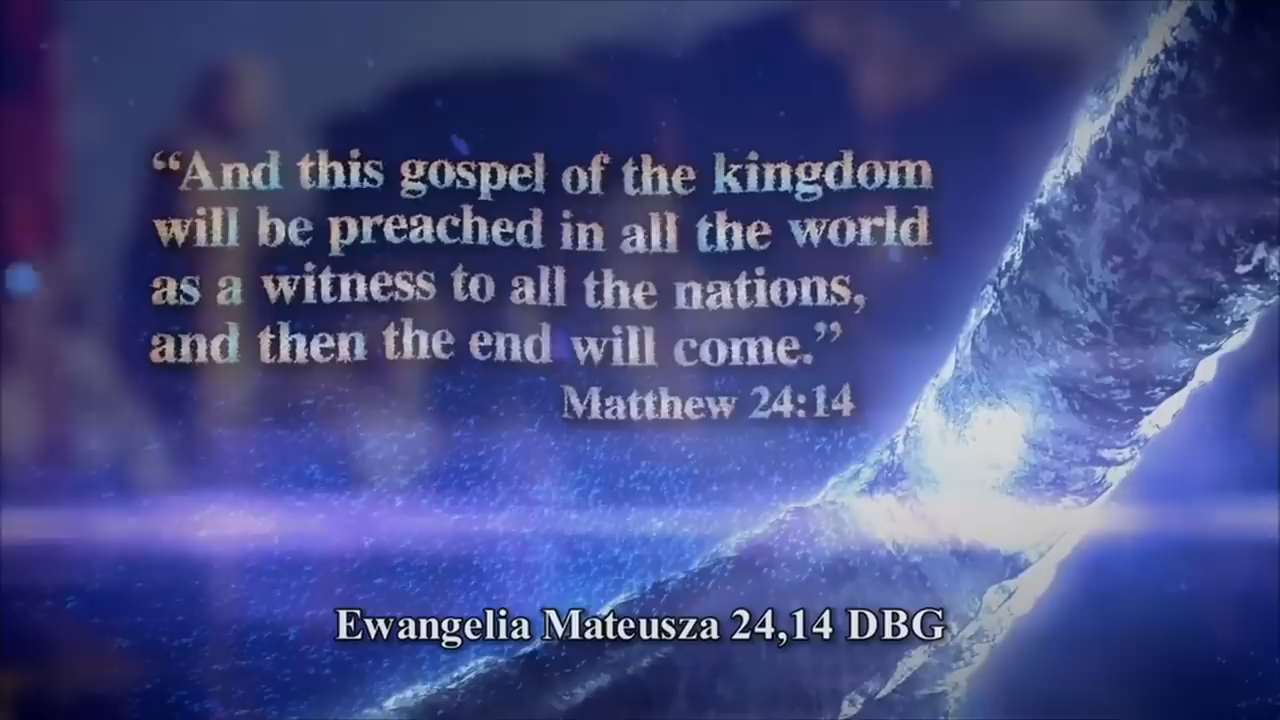 “And this gospel of the kingdom
will be preached in all the world
as a witness to all the nations,
and then the end will come.”
Matthew 24:14
Ewangelia Mateusza 24,14 DBG